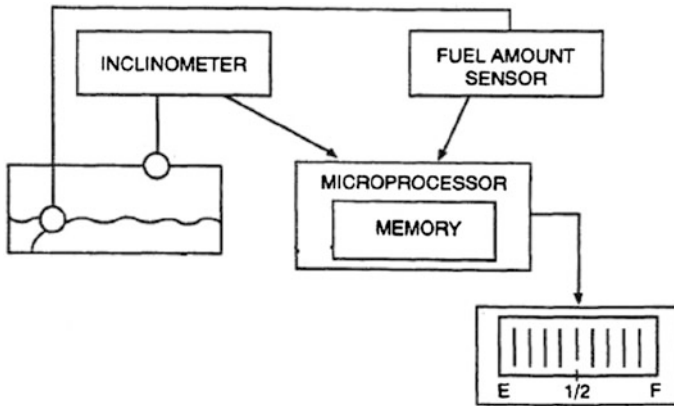 INCLINOMETER
FUEL AMOUNT
SENSOR
MICROPROCESSOR
MEMORY
E 1/2 F